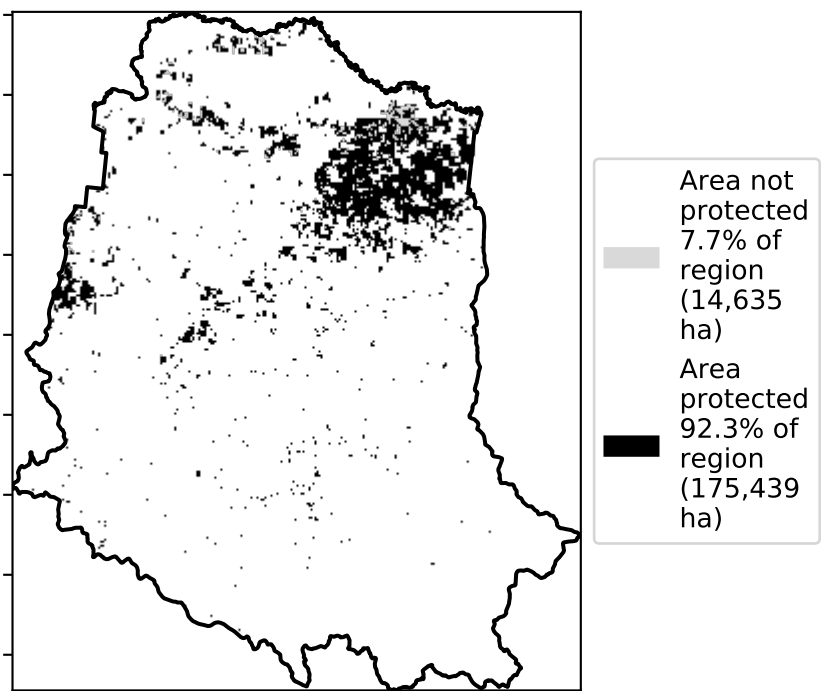 Area not
protected
7.7% of
region
(14,635
ha)
Area
protected
92.3% of
region
(175,439
ha)